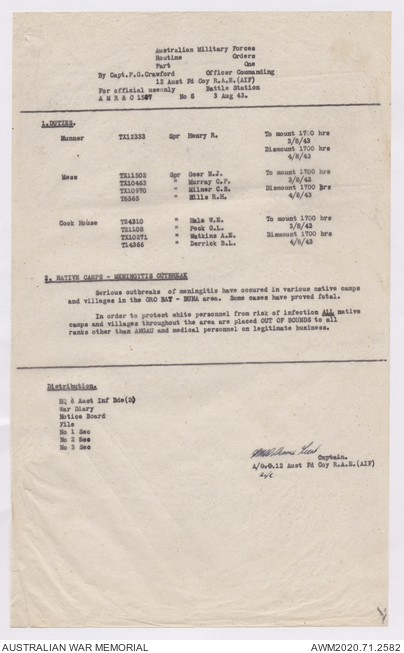 Australian Military Forces
Routine Orders
Part One
By Capt.F.G.Crawford Officer Commanding
12 Aust Fd Coy R.A.E.(AIF)
For official useonly Battle Station
A M R & O 1587 No 8 3 Aug 43.
1.DUTIES.
Runner TX12333 Spr Henry R. To mount 1700 hrs
3/8/43
Dismount 1700 hrs
4/8/43
Mess TX11502 Spr Geer N.J. To mount 1700 hrs
TX10463 " Murray C.F. 3/8/43
TX10970 " Milner C.B. Dismount 1700 hrs
T6565 " Hills R.H. 4/8/43
Cook House T24310 " Hale W.E. To mount 1700 hrs
T21108 " Peck G.L. 3/8/43
TX10271 " Watkins A.E. Dismount 1700 hrs
T14366 " Derrick B.L. 4/8/43
2. NATIVE CAMPS - MENINGITIS OUTBREAK
Serious outbreaks of meningitis have occured in various native camps
and villages in the ORO BAY - BUNA area. Some cases have proved fatal.
In order to protect white personnel from risk of infection ALL native
camps and villages throughout the area are placed OUT OF BOUNDS to all
ranks other than ANGAU and medical personnel on legitimate business.
Distribution.
HQ 6 Aust Inf Bde(2)
War Diary
Notice Board
File
No 1 Sec
No 2 Sec
No 3 Sec
Lieut
Captain.
A/O.C.12 Aust Fd Coy R.A.E.(AIF)
AUSTRALIAN WAR MEMORIAL
AWM2020.71.2582